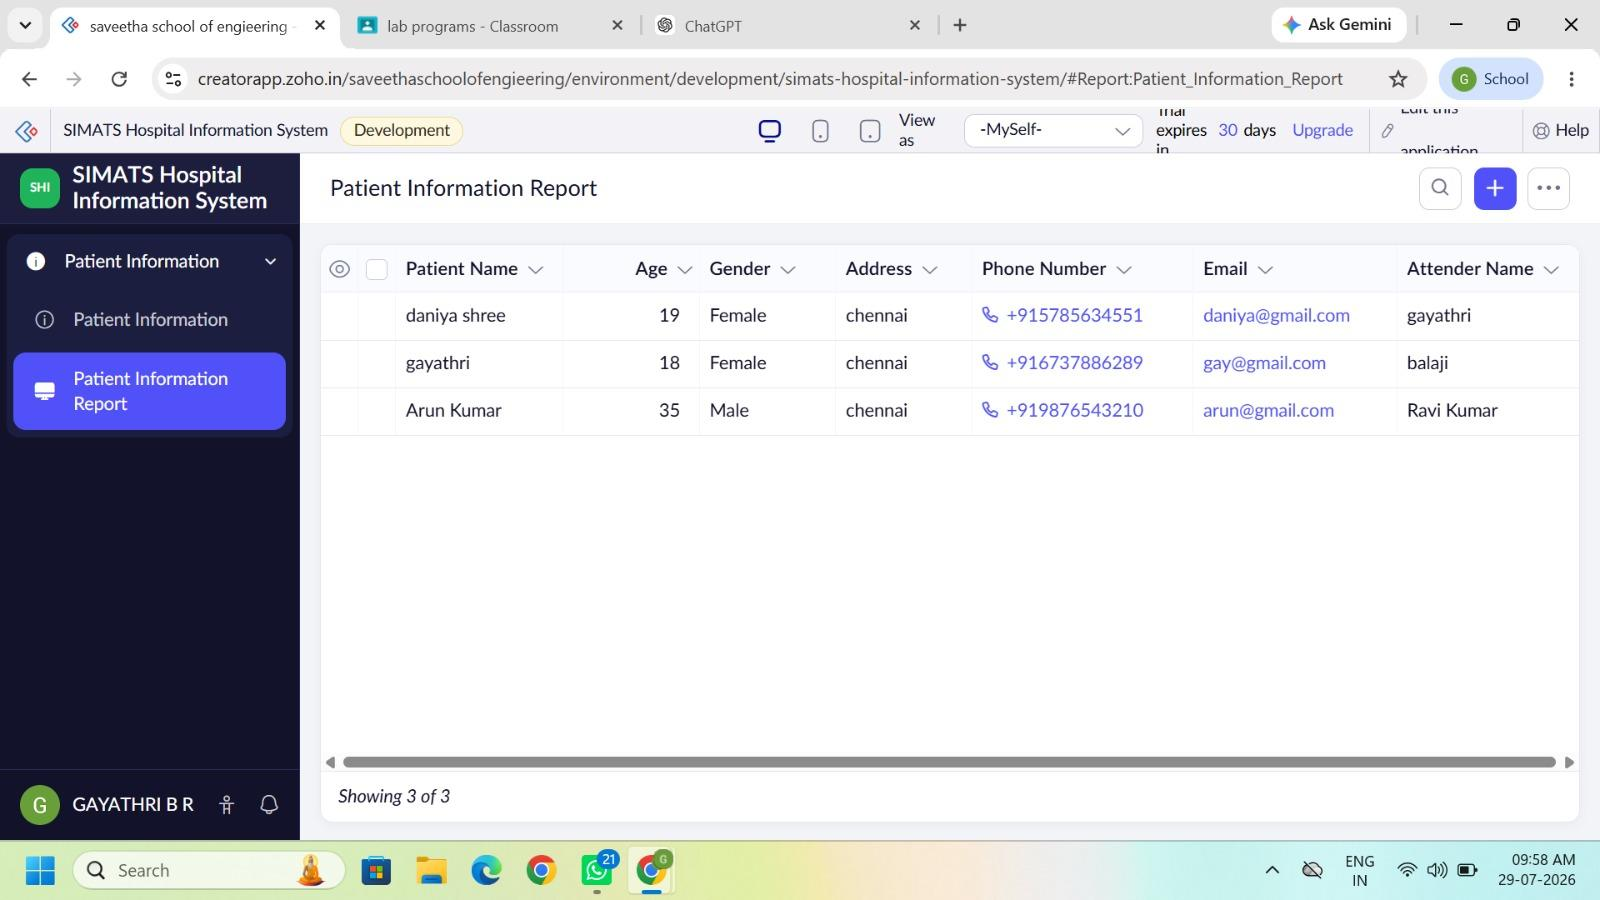 saveetha school of engieering -
lab programs - Classroom
ChatGPT
Ask Gemini
creatorapp.zoho.in/saveethaschoolofengieering/environment/development/simats-hospital-information-system/#Report:Patient_Information_Report
G School
SIMATS Hospital Information System
Development
View as
-MySelf-
Trial expires in 30 days
Upgrade
Edit this application
Help
SHI
SIMATS Hospital
Information System
Patient Information Report
Patient Information
Patient Information
Patient Information
Report
Patient Name Age Gender Address Phone Number Email Attender Name
daniya shree 19 Female chennai +915785634551 daniya@gmail.com gayathri
gayathri 18 Female chennai +916737886289 gay@gmail.com balaji
Arun Kumar 35 Male chennai +919876543210 arun@gmail.com Ravi Kumar
Showing 3 of 3
G GAYATHRI B R
Search
21
G
ENG
IN
09:58 AM
29-07-2026